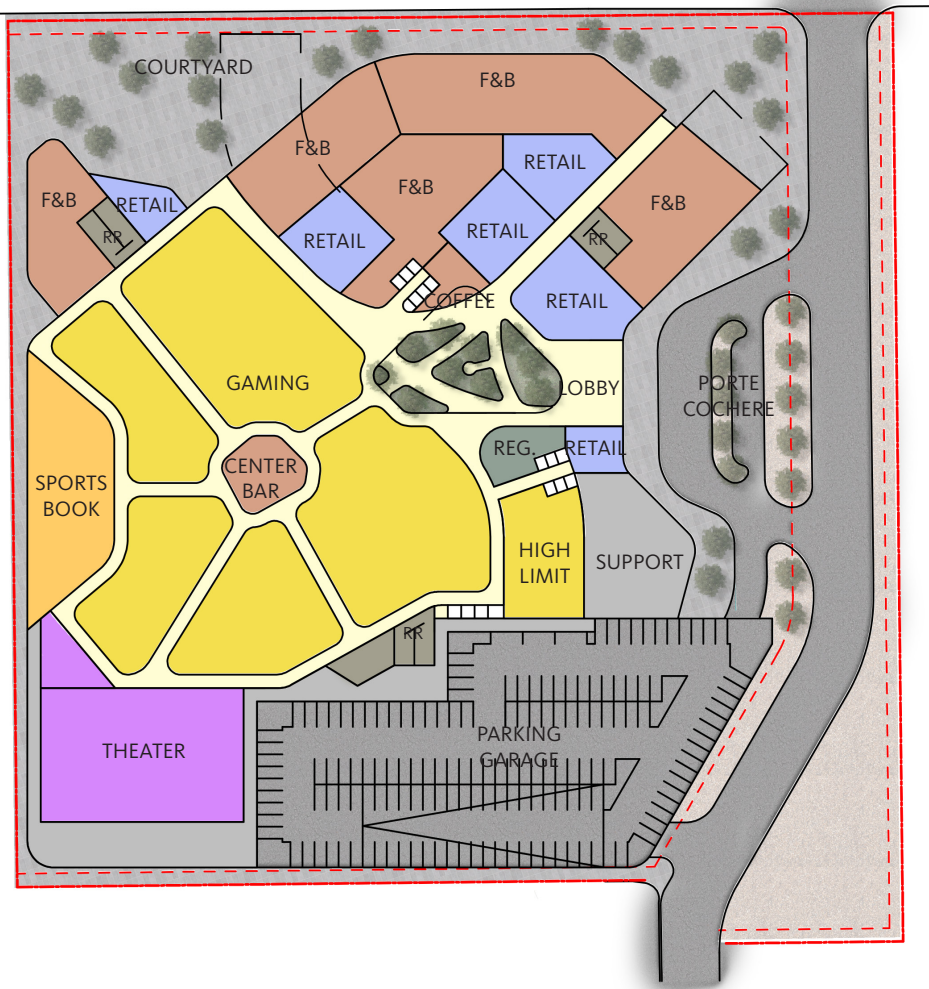 COURTYARD
F&B
F&B
F&B
RETAIL
F&B
RETAIL
F&B
RETAIL
RETAIL
RR
RR
RETAIL
COFFEE
GAMING
LOBBY
PORTE
COCHERE
REG.
RETAIL
CENTER
BAR
SPORTS
BOOK
HIGH
LIMIT
SUPPORT
RR
PARKING
GARAGE
THEATER